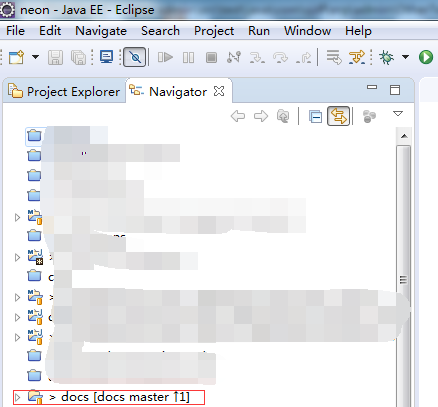 neon - Java EE - Eclipse
File Edit Navigate Search Project Run Window Help
Project Explorer Navigator
> docs [docs master ↑1]